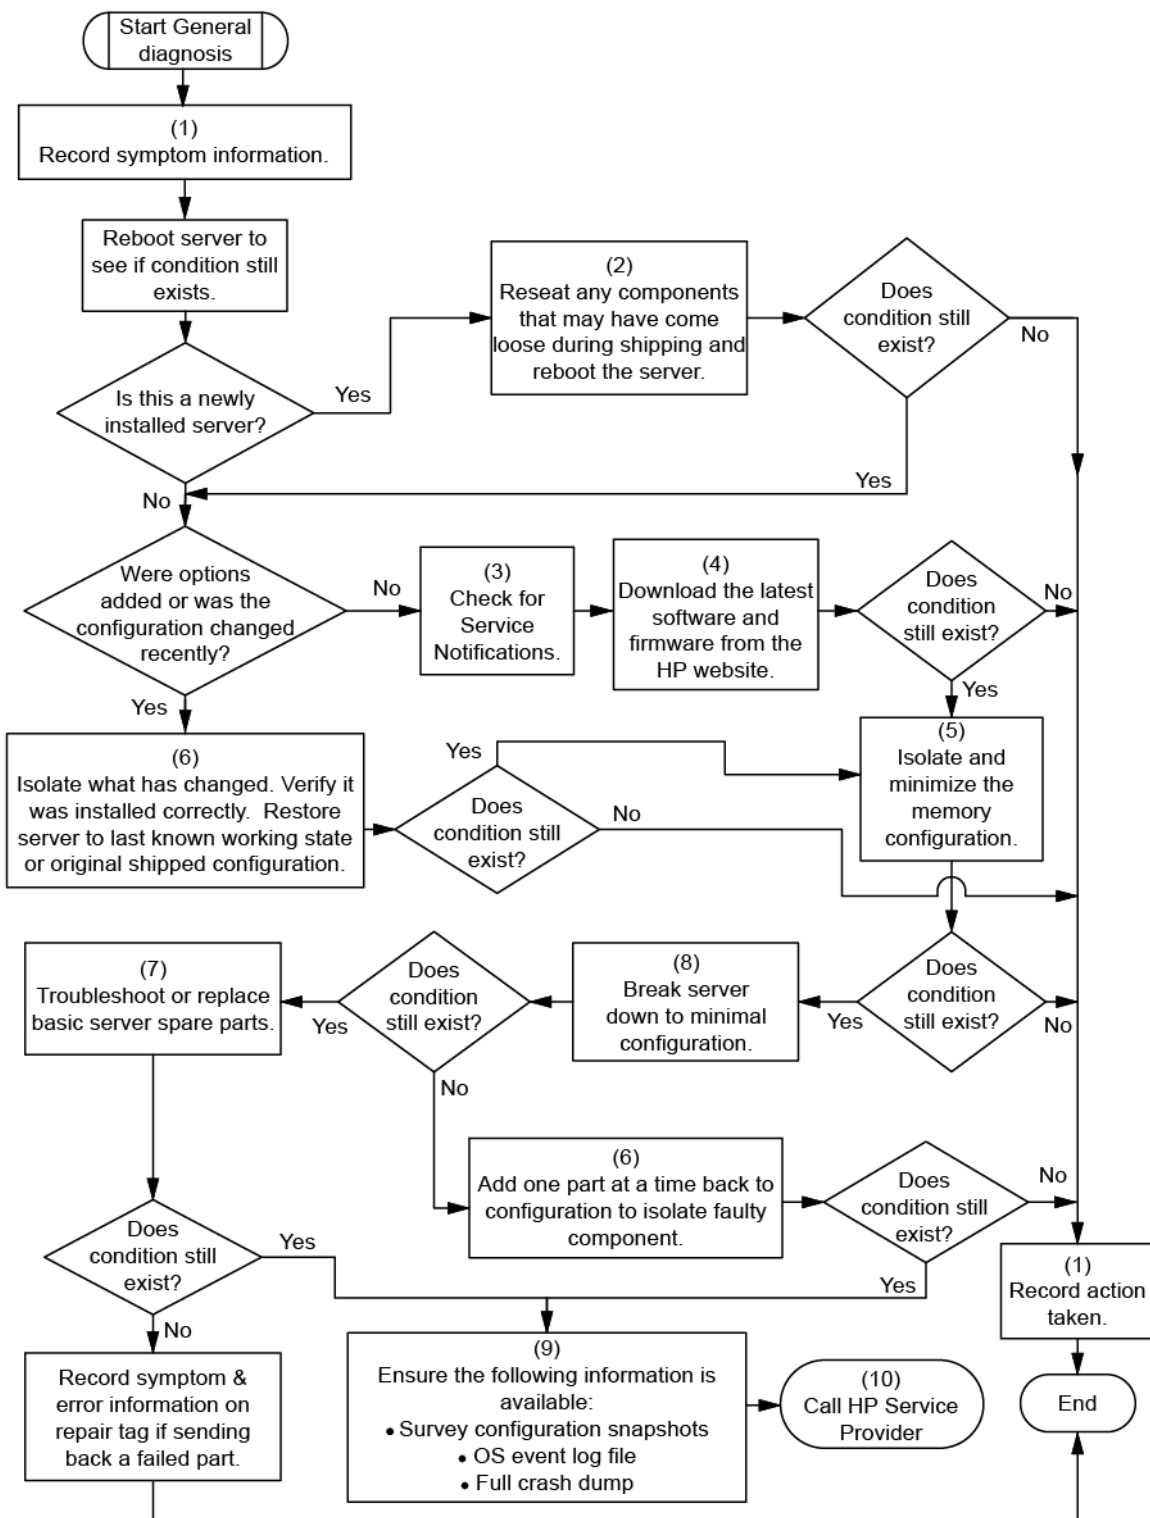 Start General
diagnosis
(1)
Record symptom information.
Reboot server to
see if condition still
exists.
Is this a newly
installed server?
Yes
No
(2)
Reseat any components
that may have come
loose during shipping and
reboot the server.
Does
condition still
exist?
No
Yes
Were options
added or was the
configuration changed
recently?
No
Yes
(3)
Check for
Service
Notifications.
(4)
Download the latest
software and
firmware from the
HP website.
Does
condition
still exist?
No
Yes
(5)
Isolate and
minimize the
memory
configuration.
(6)
Isolate what has changed. Verify it
was installed correctly. Restore
server to last known working state
or original shipped configuration.
Does
condition still
exist?
Yes
No
Does
condition
still exist?
No
Yes
(8)
Break server
down to minimal
configuration.
Does
condition
still exist?
Yes
No
(7)
Troubleshoot or replace
basic server spare parts.
(6)
Add one part at a time back to
configuration to isolate faulty
component.
Does
condition still
exist?
No
Yes
Does
condition still
exist?
Yes
No
Record symptom &
error information on
repair tag if sending
back a failed part.
(9)
Ensure the following information is
available:
• Survey configuration snapshots
• OS event log file
• Full crash dump
(10)
Call HP Service
Provider
(1)
Record action
taken.
End